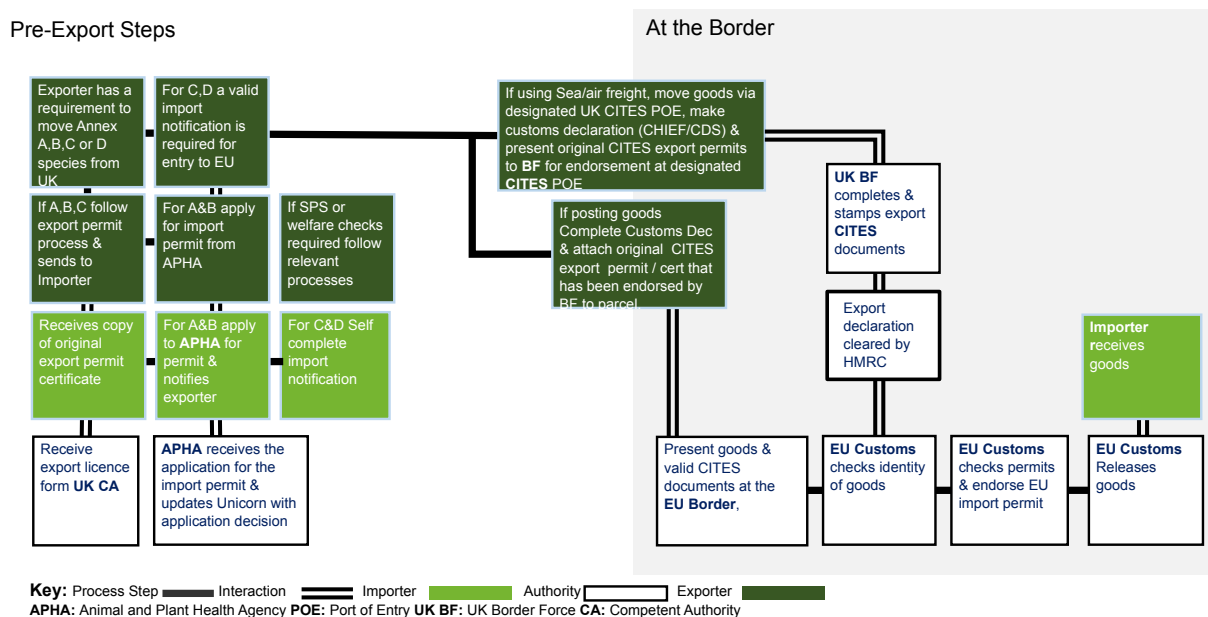 Pre-Export Steps
At the Border
Exporter has a
requirement to
move Annex
A,B,C or D
species from
UK
For C,D a valid
import
notification is
required for
entry to EU
If using Sea/air freight, move goods via
designated UK CITES POE, make
customs declaration (CHIEF/CDS) &
present original CITES export permits
to BF for endorsement at designated
CITES POE
UK BF
completes &
stamps export
CITES
documents
If A,B,C follow
export permit
process &
sends to
Importer
For A&B apply
for import
permit from
APHA
If SPS or
welfare checks
required follow
relevant
processes
If posting goods
Complete Customs Dec
& attach original  CITES
export  permit / cert that
has been endorsed by
BF to parcel
Export
declaration
cleared by
HMRC
Receives copy
of original
export permit
certificate
For A&B apply
to APHA for
permit &
notifies
exporter
For C&D Self
complete
import
notification
Importer
receives
goods
Receive
export licence
form UK CA
APHA receives the
application for the
import permit &
updates Unicorn with
application decision
Present goods &
valid CITES
documents at the
EU Border,
EU Customs
checks identity
of goods
EU Customs
checks permits
& endorse EU
import permit
EU Customs
Releases
goods
Key: Process Step Interaction Importer Authority Exporter
APHA: Animal and Plant Health Agency POE: Port of Entry UK BF: UK Border Force CA: Competent Authority